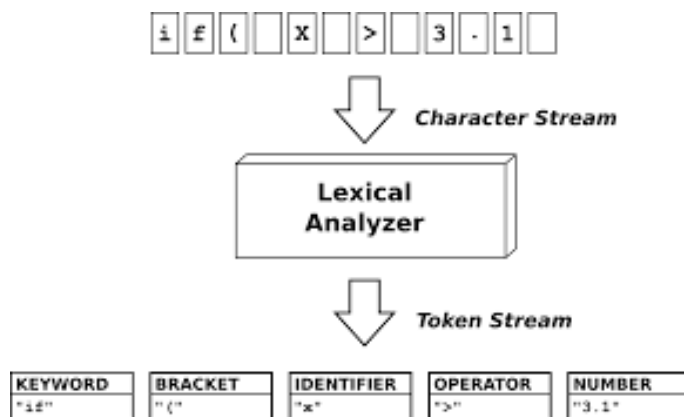 i f ( X > 3 . 1
Character Stream
Lexical
Analyzer
Token Stream
KEYWORD BRACKET IDENTIFIER OPERATOR NUMBER
"if" "(" "x" ">" "3.1"